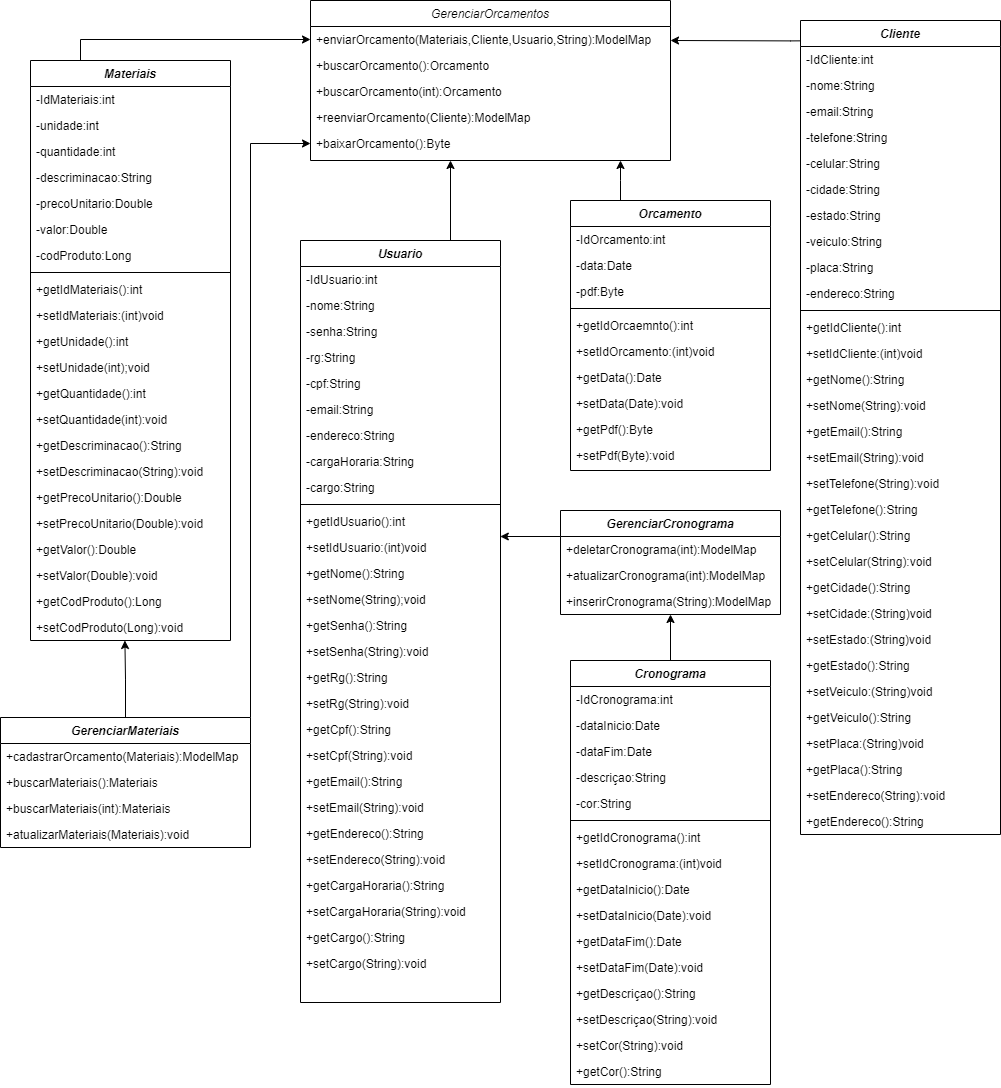 GerenciarOrcamentos
+enviarOrcamento(Materiais,Cliente,Usuario,String):ModelMap
+buscarOrcamento():Orcamento
+buscarOrcamento(int):Orcamento
+reenviarOrcamento(Cliente):ModelMap
+baixarOrcamento():Byte
Cliente
-IdCliente:int
-nome:String
-email:String
-telefone:String
-celular:String
-cidade:String
-estado:String
-veiculo:String
-placa:String
-endereco:String
+getIdCliente():int
+setIdCliente:(int)void
+getNome():String
+setNome(String):void
+getEmail():String
+setEmail(String):void
+setTelefone(String):void
+getTelefone():String
+getCelular():String
+setCelular(String):void
+getCidade():String
+setCidade:(String)void
+setEstado:(String)void
+getEstado():String
+setVeiculo:(String)void
+getVeiculo():String
+setPlaca:(String)void
+getPlaca():String
+setEndereco(String):void
+getEndereco():String
Materiais
-IdMateriais:int
-unidade:int
-quantidade:int
-descriminacao:String
-precoUnitario:Double
-valor:Double
-codProduto:Long
+getIdMateriais():int
+setIdMateriais:(int)void
+getUnidade():int
+setUnidade(int);void
+getQuantidade():int
+setQuantidade(int):void
+getDescriminacao():String
+setDescriminacao(String):void
+getPrecoUnitario():Double
+setPrecoUnitario(Double):void
+getValor():Double
+setValor(Double):void
+getCodProduto():Long
+setCodProduto(Long):void
Usuario
-IdUsuario:int
-nome:String
-senha:String
-rg:String
-cpf:String
-email:String
-endereco:String
-cargaHoraria:String
-cargo:String
+getIdUsuario():int
+setIdUsuario:(int)void
+getNome():String
+setNome(String);void
+getSenha():String
+setSenha(String):void
+getRg():String
+setRg(String):void
+getCpf():String
+setCpf(String):void
+getEmail():String
+setEmail(String):void
+getEndereco():String
+setEndereco(String):void
+getCargaHoraria():String
+setCargaHoraria(String):void
+getCargo():String
+setCargo(String):void
Orcamento
-IdOrcamento:int
-data:Date
-pdf:Byte
+getIdOrcaemnto():int
+setIdOrcamento:(int)void
+getData():Date
+setData(Date):void
+getPdf():Byte
+setPdf(Byte):void
GerenciarCronograma
+deletarCronograma(int):ModelMap
+atualizarCronograma(int):ModelMap
+inserirCronograma(String):ModelMap
Cronograma
-IdCronograma:int
-dataInicio:Date
-dataFim:Date
-descriçao:String
-cor:String
+getIdCronograma():int
+setIdCronograma:(int)void
+getDataInicio():Date
+setDataInicio(Date):void
+getDataFim():Date
+setDataFim(Date):void
+getDescriçao():String
+setDescriçao(String):void
+setCor(String):void
+getCor():String
GerenciarMateriais
+cadastrarOrcamento(Materiais):ModelMap
+buscarMateriais():Materiais
+buscarMateriais(int):Materiais
+atualizarMateriais(Materiais):void